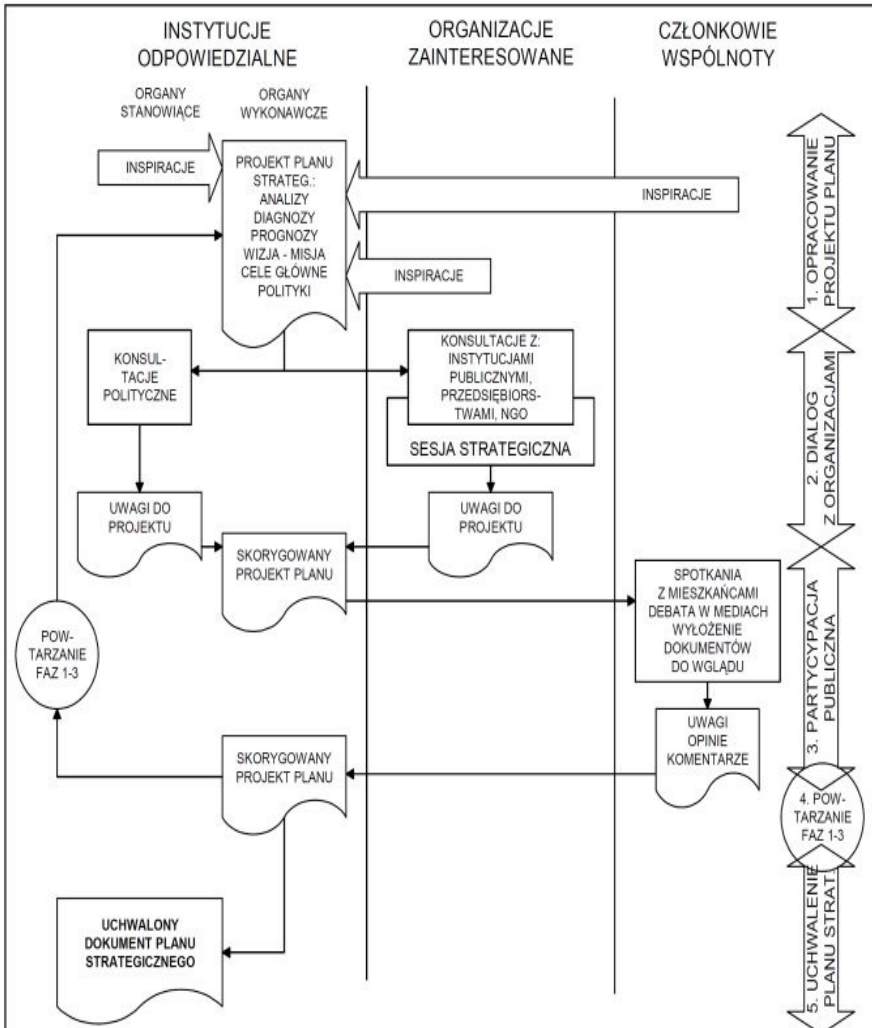 INSTYTUCJE
ODPOWIEDZIALNE
ORGANIZACJE
ZAINTERESOWANE
CZŁONKOWIE
WSPÓLNOTY
ORGANY
STANOWIĄCE
ORGANY
WYKONAWCZE
INSPIRACJE
PROJEKT PLANU
STRATEG.:
ANALIZY
DIAGNOZY
PROGNOZY
WIZJA - MISJA
CELE GŁÓWNE
POLITYKI
INSPIRACJE
INSPIRACJE
1. OPRACOWANIE
PROJEKTU PLANU
KONSUL-
TACJE
POLITYCZNE
KONSULTACJE Z:
INSTYTUCJAMI
PUBLICZNYMI,
PRZEDSIĘBIORS-
TWAMI, NGO
SESJA STRATEGICZNA
2. DIALOG
Z ORGANIZACJAMI
UWAGI DO
PROJEKTU
SKORYGOWANY
PROJEKT PLANU
UWAGI DO
PROJEKTU
SPOTKANIA
Z MIESZKAŃCAMI
DEBATA W MEDIACH
WYŁOŻENIE
DOKUMENTÓW
DO WGLĄDU
3. PARTYCYPACJA
PUBLICZNA
POW-
TARZANIE
FAZ 1-3
SKORYGOWANY
PROJEKT PLANU
UWAGI
OPINIE
KOMENTARZE
4. POW-
TARZANIE
FAZ 1-3
UCHWALONY
DOKUMENT PLANU
STRATEGICZNEGO
5. UCHWALENIE
PLANU STRAT.